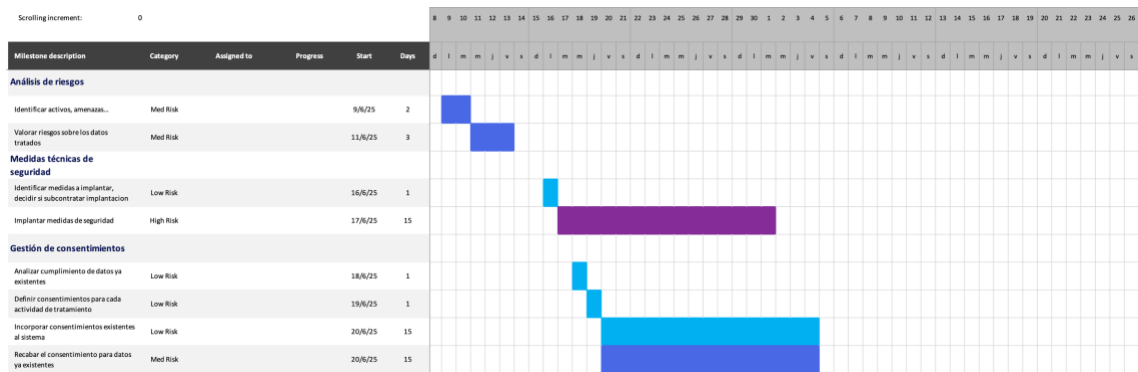 Scrolling increment: 0
8 9 10 11 12 13 14 15 16 17 18 19 20 21 22 23 24 25 26 27 28 29 30 1 2 3 4 5 6 7 8 9 10 11 12 13 14 15 16 17 18 19 20 21 22 23 24 25 26
Milestone description Category Assigned to Progress Start Days d l m m j v s d l m m j v s d l m m j v s d l m m j v s d l m m j v s d l m m j v s d l m m j v s
Análisis de riesgos
Identificar activos, amenazas... Med Risk 9/6/25 2
Valorar riesgos sobre los datos
tratados Med Risk 11/6/25 3
Medidas técnicas de
seguridad
Identificar medidas a implantar,
decidir si subcontratar implantacion Low Risk 16/6/25 1
Implantar medidas de seguridad High Risk 17/6/25 15
Gestión de consentimientos
Analizar cumplimiento de datos ya
existentes Low Risk 18/6/25 1
Definir consentimientos para cada
actividad de tratamiento Low Risk 19/6/25 1
Incorporar consentimientos existentes
al sistema Low Risk 20/6/25 15
Recabar el consentimiento para datos
ya existentes Med Risk 20/6/25 15